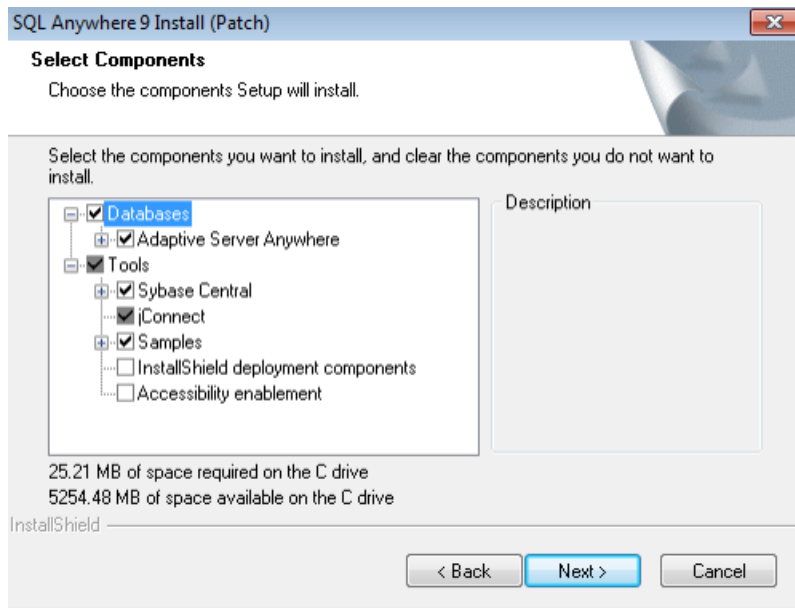 SQL Anywhere 9 Install (Patch)
Select Components
Choose the components Setup will install.
Select the components you want to install, and clear the components you do not want to
install.
Databases
Adaptive Server Anywhere
Tools
Sybase Central
jConnect
Samples
InstallShield deployment components
Accessibility enablement
Description
25.21 MB of space required on the C drive
5254.48 MB of space available on the C drive
InstallShield
< Back
Next >
Cancel